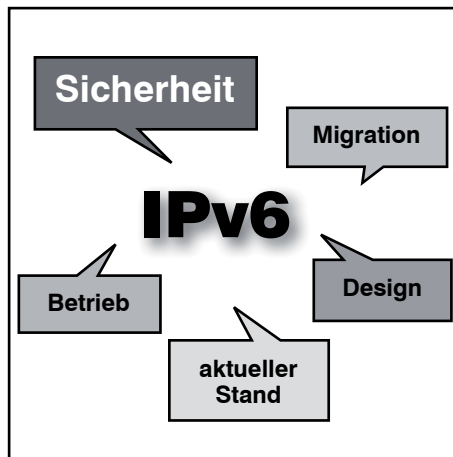 Sicherheit
Migration
IPv6
Betrieb
Design
aktueller
Stand